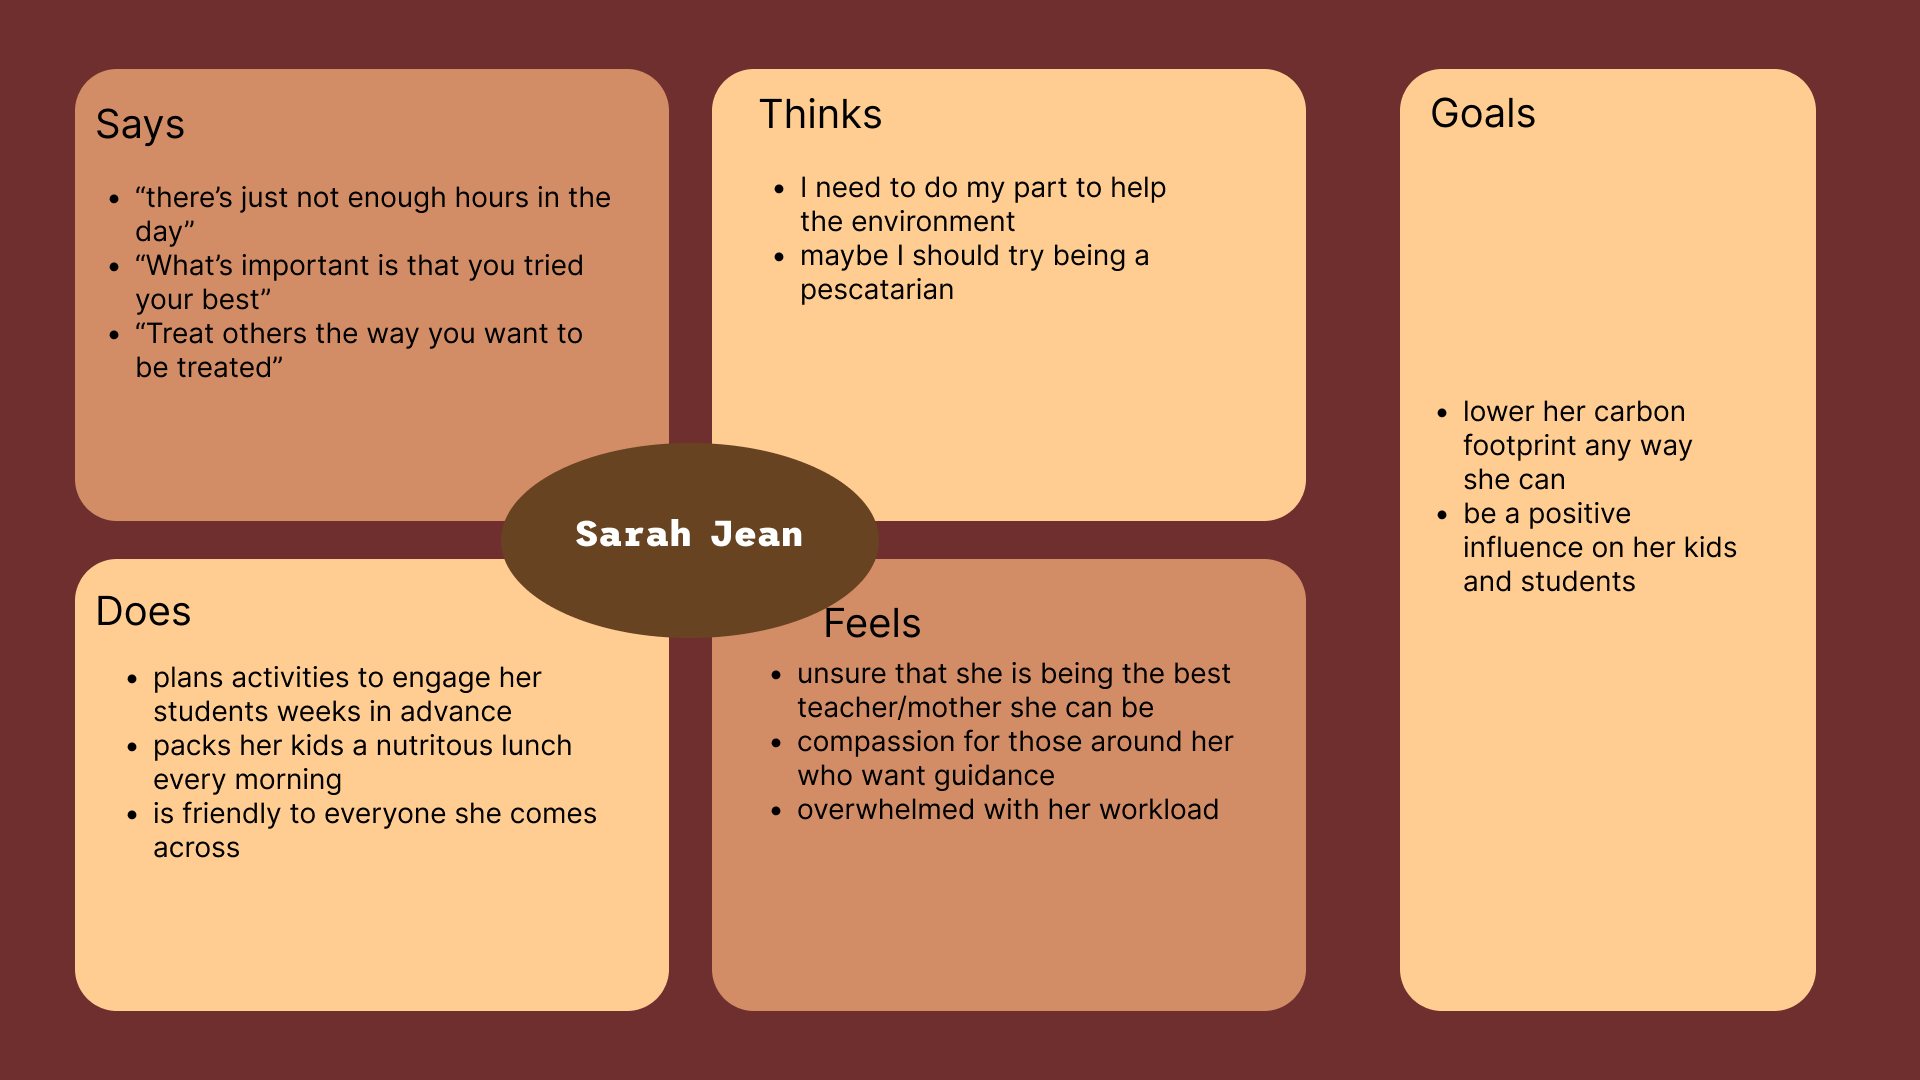 Says
• “there’s just not enough hours in the
day”
• “What’s important is that you tried
your best”
• “Treat others the way you want to
be treated”
Thinks
• I need to do my part to help
the environment
• maybe I should try being a
pescatarian
Sarah Jean
Does
• plans activities to engage her
students weeks in advance
• packs her kids a nutritous lunch
every morning
• is friendly to everyone she comes
across
Feels
• unsure that she is being the best
teacher/mother she can be
• compassion for those around her
who want guidance
• overwhelmed with her workload
Goals
• lower her carbon
footprint any way
she can
• be a positive
influence on her kids
and students